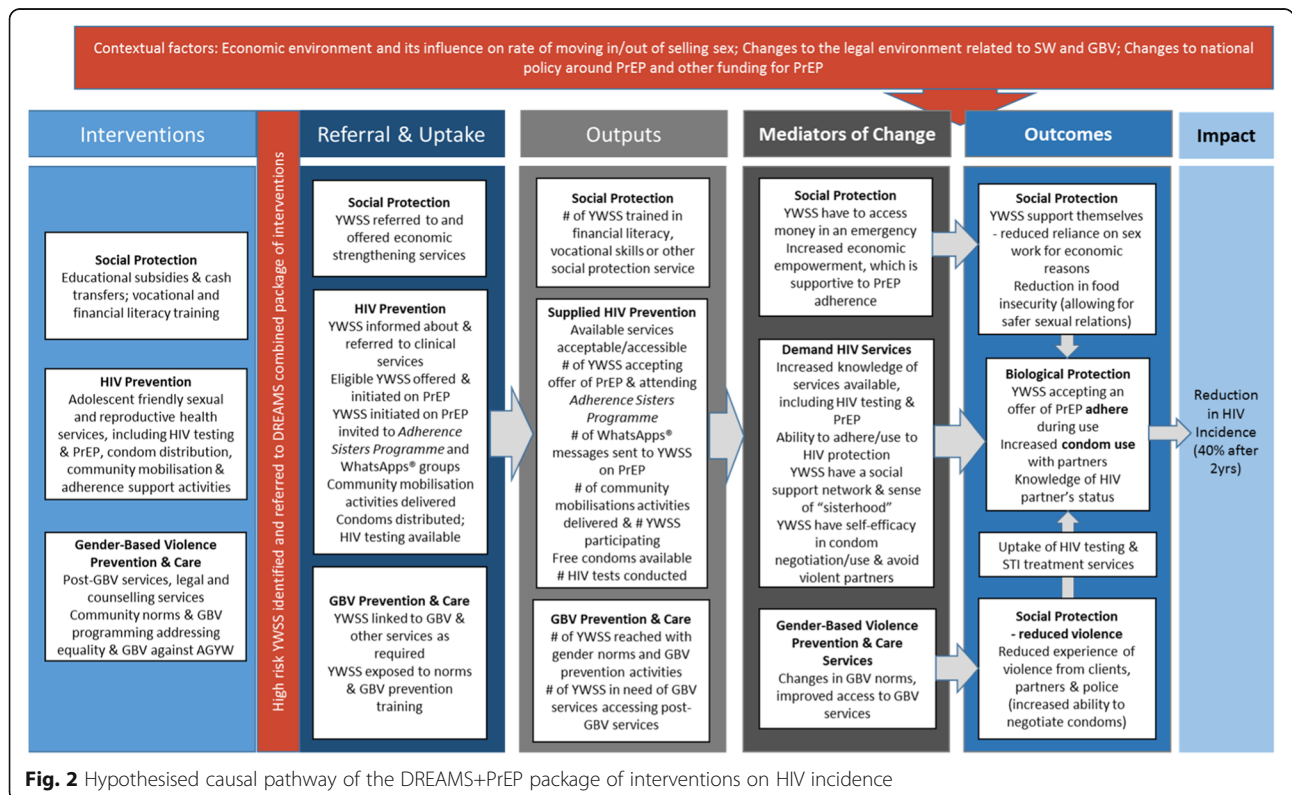 Contextual factors: Economic environment and its influence on rate of moving in/out of selling sex; Changes to the legal environment related to SW and GBV; Changes to national
policy around PrEP and other funding for PrEP
Interventions
Social Protection
Educational subsidies & cash
transfers; vocational and
financial literacy training
HIV Prevention
Adolescent friendly sexual
and reproductive health
services, including HIV testing
& PrEP, condom distribution,
community mobilisation &
adherence support activities
Gender-Based Violence
Prevention & Care
Post-GBV services, legal and
counselling services
Community norms & GBV
programming addressing
equality & GBV against AGYW
High risk YWSS identified and referred to DREAMS combined package of interventions
Referral & Uptake
Social Protection
YWSS referred to and
offered economic
strengthening services
HIV Prevention
YWSS informed about &
referred to clinical
services
Eligible YWSS offered &
initiated on PrEP
YWSS initiated on PrEP
invited to Adherence
Sisters Programme and
WhatsApps® groups
Community mobilisation
activities delivered
Condoms distributed;
HIV testing available
GBV Prevention & Care
YWSS linked to GBV &
other services as
required
YWSS exposed to norms
& GBV prevention
training
Outputs
Social Protection
# of YWSS trained in
financial literacy,
vocational skills or other
social protection service
Supplied HIV Prevention
Available services
acceptable/accessible
# of YWSS accepting
offer of PrEP & attending
Adherence Sisters
Programme
# of WhatsApps®
messages sent to YWSS
on PrEP
# of community
mobilisations activities
delivered & # YWSS
participating
Free condoms available
# HIV tests conducted
GBV Prevention & Care
# of YWSS reached with
gender norms and GBV
prevention activities
# of YWSS in need of GBV
services accessing post-
GBV services
Mediators of Change
Social Protection
YWSS have to access
money in an emergency
Increased economic
empowerment, which is
supportive to PrEP
adherence
Demand HIV Services
Increased knowledge of
services available,
including HIV testing &
PrEP
Ability to adhere/use to
HIV protection
YWSS have a social
support network & sense
of “sisterhood”
YWSS have self-efficacy
in condom
negotiation/use & avoid
violent partners
Gender-Based Violence
Prevention & Care
Services
Changes in GBV norms,
improved access to GBV
services
Outcomes
Social Protection
YWSS support themselves
- reduced reliance on sex
work for economic
reasons
Reduction in food
insecurity (allowing for
safer sexual relations)
Biological Protection
YWSS accepting an
offer of PrEP adhere
during use
Increased condom use
with partners
Knowledge of HIV
partner’s status
Uptake of HIV testing &
STI treatment services
Social Protection
- reduced violence
Reduced experience of
violence from clients,
partners & police
(increased ability to
negotiate condoms)
Impact
Reduction
in HIV
Incidence
(40% after
2yrs)
Fig. 2 Hypothesised causal pathway of the DREAMS+PrEP package of interventions on HIV incidence